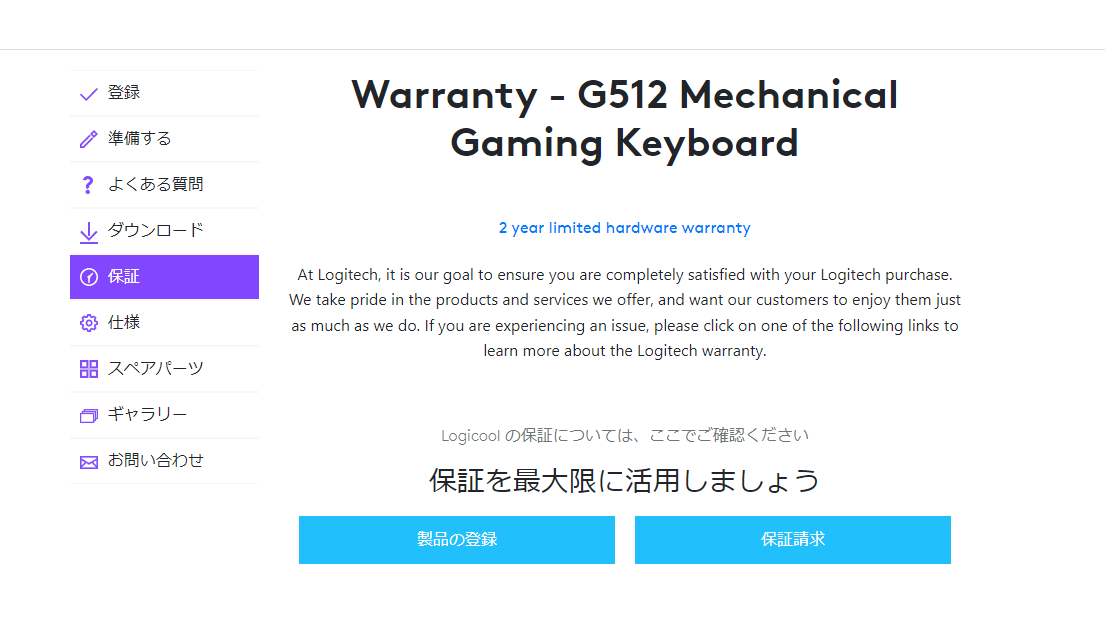 登録
準備する
よくある質問
ダウンロード
保証
仕様
スペアパーツ
ギャラリー
お問い合わせ
Warranty - G512 Mechanical
Gaming Keyboard
2 year limited hardware warranty
At Logitech, it is our goal to ensure you are completely satisfied with your Logitech purchase.
We take pride in the products and services we offer, and want our customers to enjoy them just
as much as we do. If you are experiencing an issue, please click on one of the following links to
learn more about the Logitech warranty.
Logicool の保証については、ここでご確認ください
保証を最大限に活用しましょう
製品の登録
保証請求